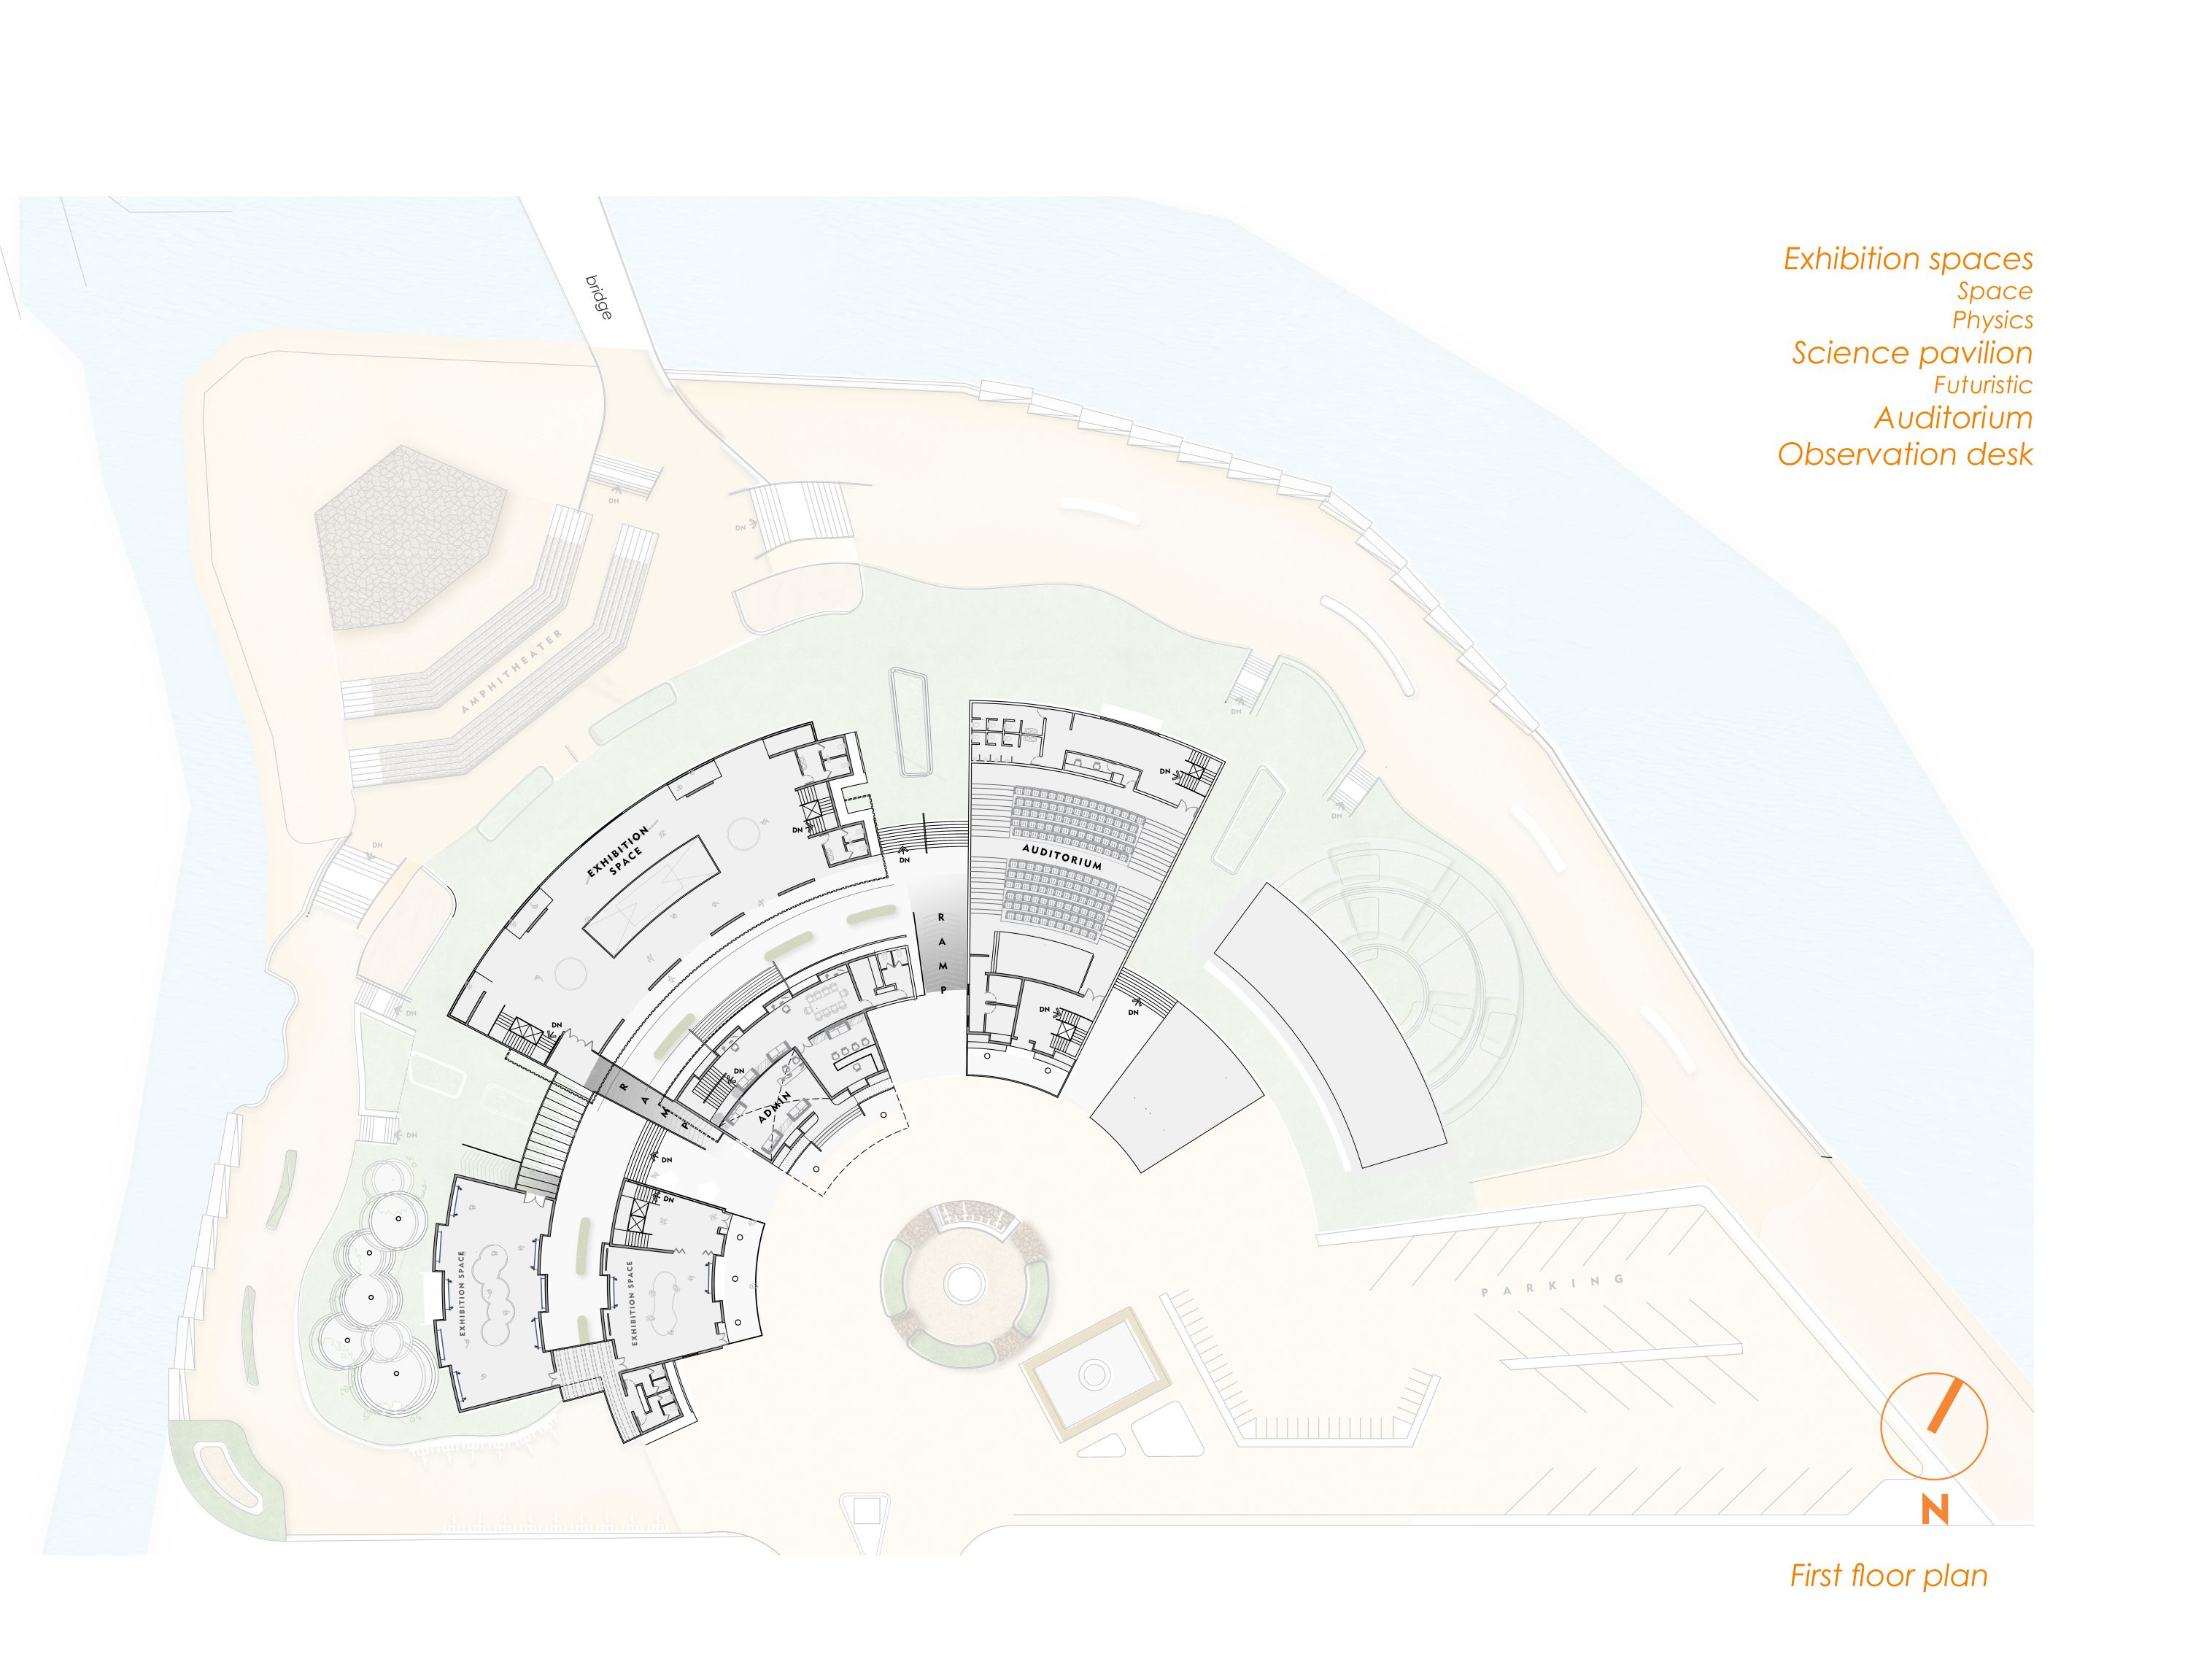 bridge
Exhibition spaces
Space
Physics
Science pavilion
Futuristic
Auditorium
Observation desk
DN
DN
AMPHITHEATER
DN
DN
DN
DN
EXHIBITION
SPACE
DN
DN
AUDITORIUM
DN
RAMP
DN
DN
DN
DN
DN
RAMP
ADMIN
DN
DN
DN
EXHIBITION SPACE
EXHIBITION SPACE
PARKING
N
First floor plan